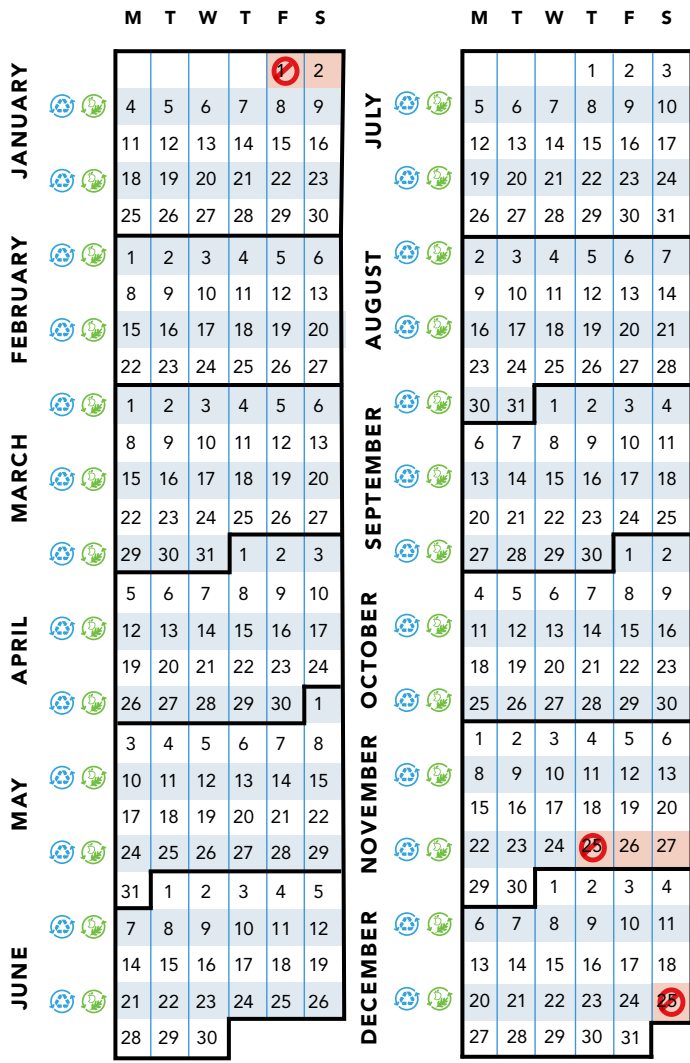 M T W T F S
JANUARY
1 2
4 5 6 7 8 9
11 12 13 14 15 16
18 19 20 21 22 23
25 26 27 28 29 30
FEBRUARY
1 2 3 4 5 6
8 9 10 11 12 13
15 16 17 18 19 20
22 23 24 25 26 27
MARCH
1 2 3 4 5 6
8 9 10 11 12 13
15 16 17 18 19 20
22 23 24 25 26 27
29 30 31 1 2 3
APRIL
5 6 7 8 9 10
12 13 14 15 16 17
19 20 21 22 23 24
26 27 28 29 30 1
MAY
3 4 5 6 7 8
10 11 12 13 14 15
17 18 19 20 21 22
24 25 26 27 28 29
31 1 2 3 4 5
JUNE
7 8 9 10 11 12
14 15 16 17 18 19
21 22 23 24 25 26
28 29 30
M T W T F S
JULY
1 2 3
5 6 7 8 9 10
12 13 14 15 16 17
19 20 21 22 23 24
26 27 28 29 30 31
AUGUST
2 3 4 5 6 7
9 10 11 12 13 14
16 17 18 19 20 21
23 24 25 26 27 28
30 31 1 2 3 4
SEPTEMBER
6 7 8 9 10 11
13 14 15 16 17 18
20 21 22 23 24 25
27 28 29 30 1 2
OCTOBER
4 5 6 7 8 9
11 12 13 14 15 16
18 19 20 21 22 23
25 26 27 28 29 30
NOVEMBER
1 2 3 4 5 6
8 9 10 11 12 13
15 16 17 18 19 20
22 23 24 25 26 27
29 30 1 2 3 4
DECEMBER
6 7 8 9 10 11
13 14 15 16 17 18
20 21 22 23 24 25
27 28 29 30 31